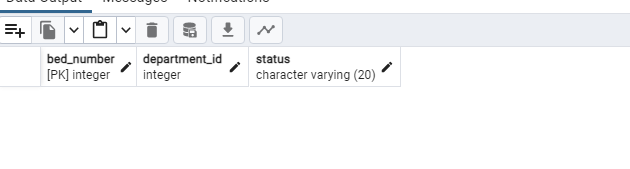 Data Output Messages Notifications
bed_number department_id status
[PK] integer integer character varying (20)